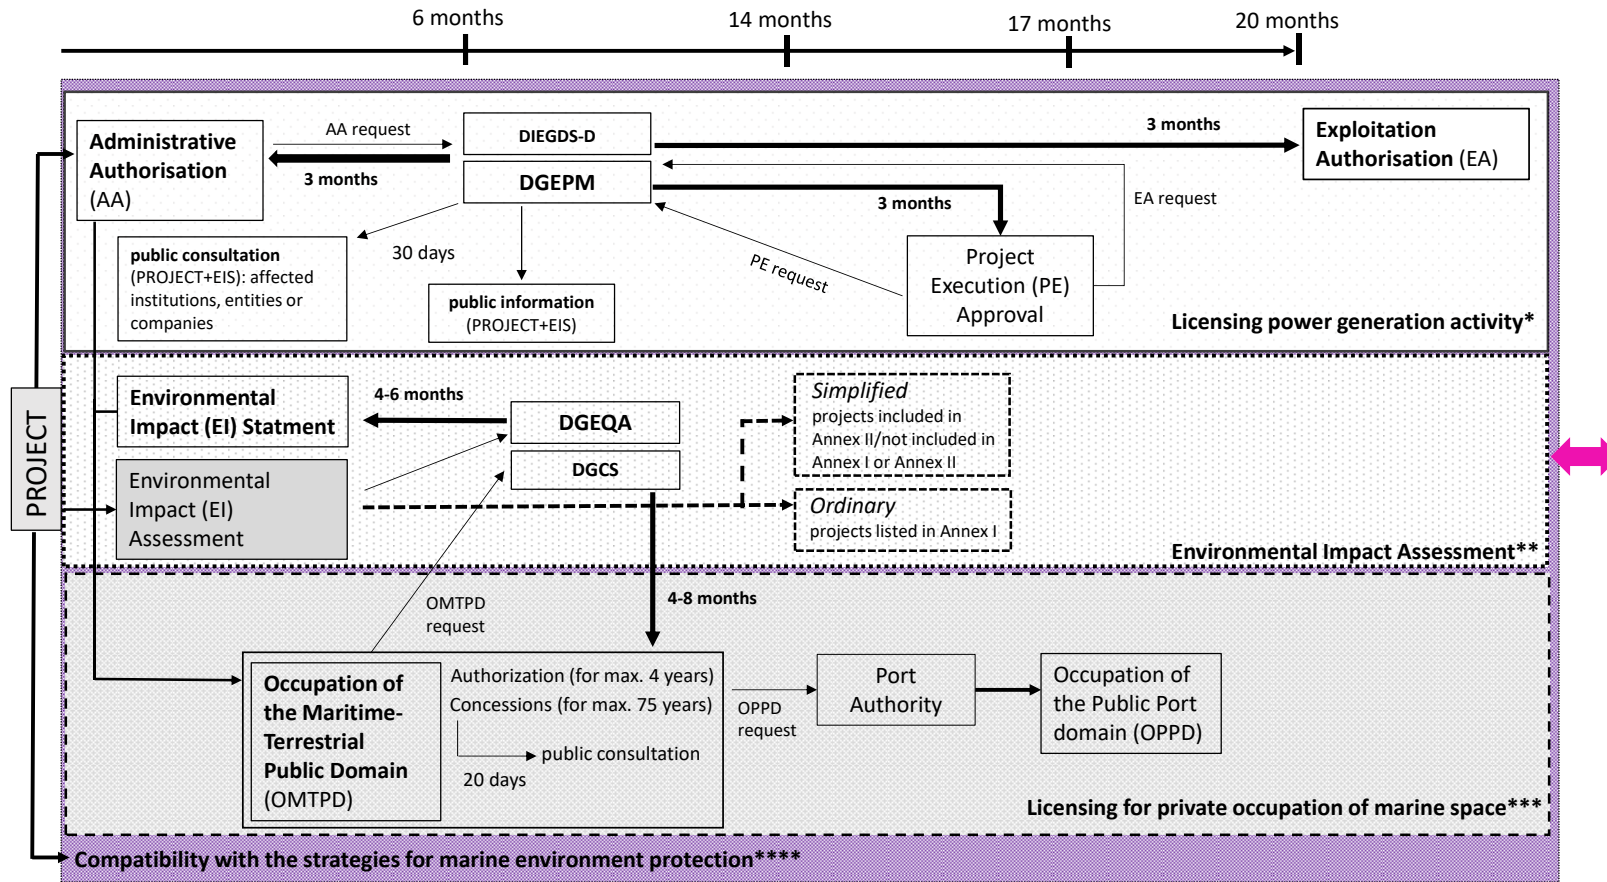 6 months
14 months
17 months
20 months
Administrative
Authorisation
(AA)
AA request
3 months
DIEGDS-D
DGEPM
3 months
Exploitation
Authorisation (EA)
3 months
EA request
PE request
30 days
public consultation
(PROJECT+EIS): affected
institutions, entities or
companies
public information
(PROJECT+EIS)
Project
Execution (PE)
Approval
Licensing power generation activity*
PROJECT
Environmental
Impact (EI) Statment
4-6 months
DGEQA
DGCS
Environmental
Impact (EI)
Assessment
Simplified
projects included in
Annex II/not included in
Annex I or Annex II
Ordinary
projects listed in Annex I
Environmental Impact Assessment**
OMTPD
request
4-8 months
Occupation of
the Maritime-
Terrestrial
Public Domain
(OMTPD)
Authorization (for max. 4 years)
Concessions (for max. 75 years)
public consultation
20 days
OPPD
request
Port
Authority
Occupation of
the Public Port
domain (OPPD)
Licensing for private occupation of marine space***
Compatibility with the strategies for marine environment protection****